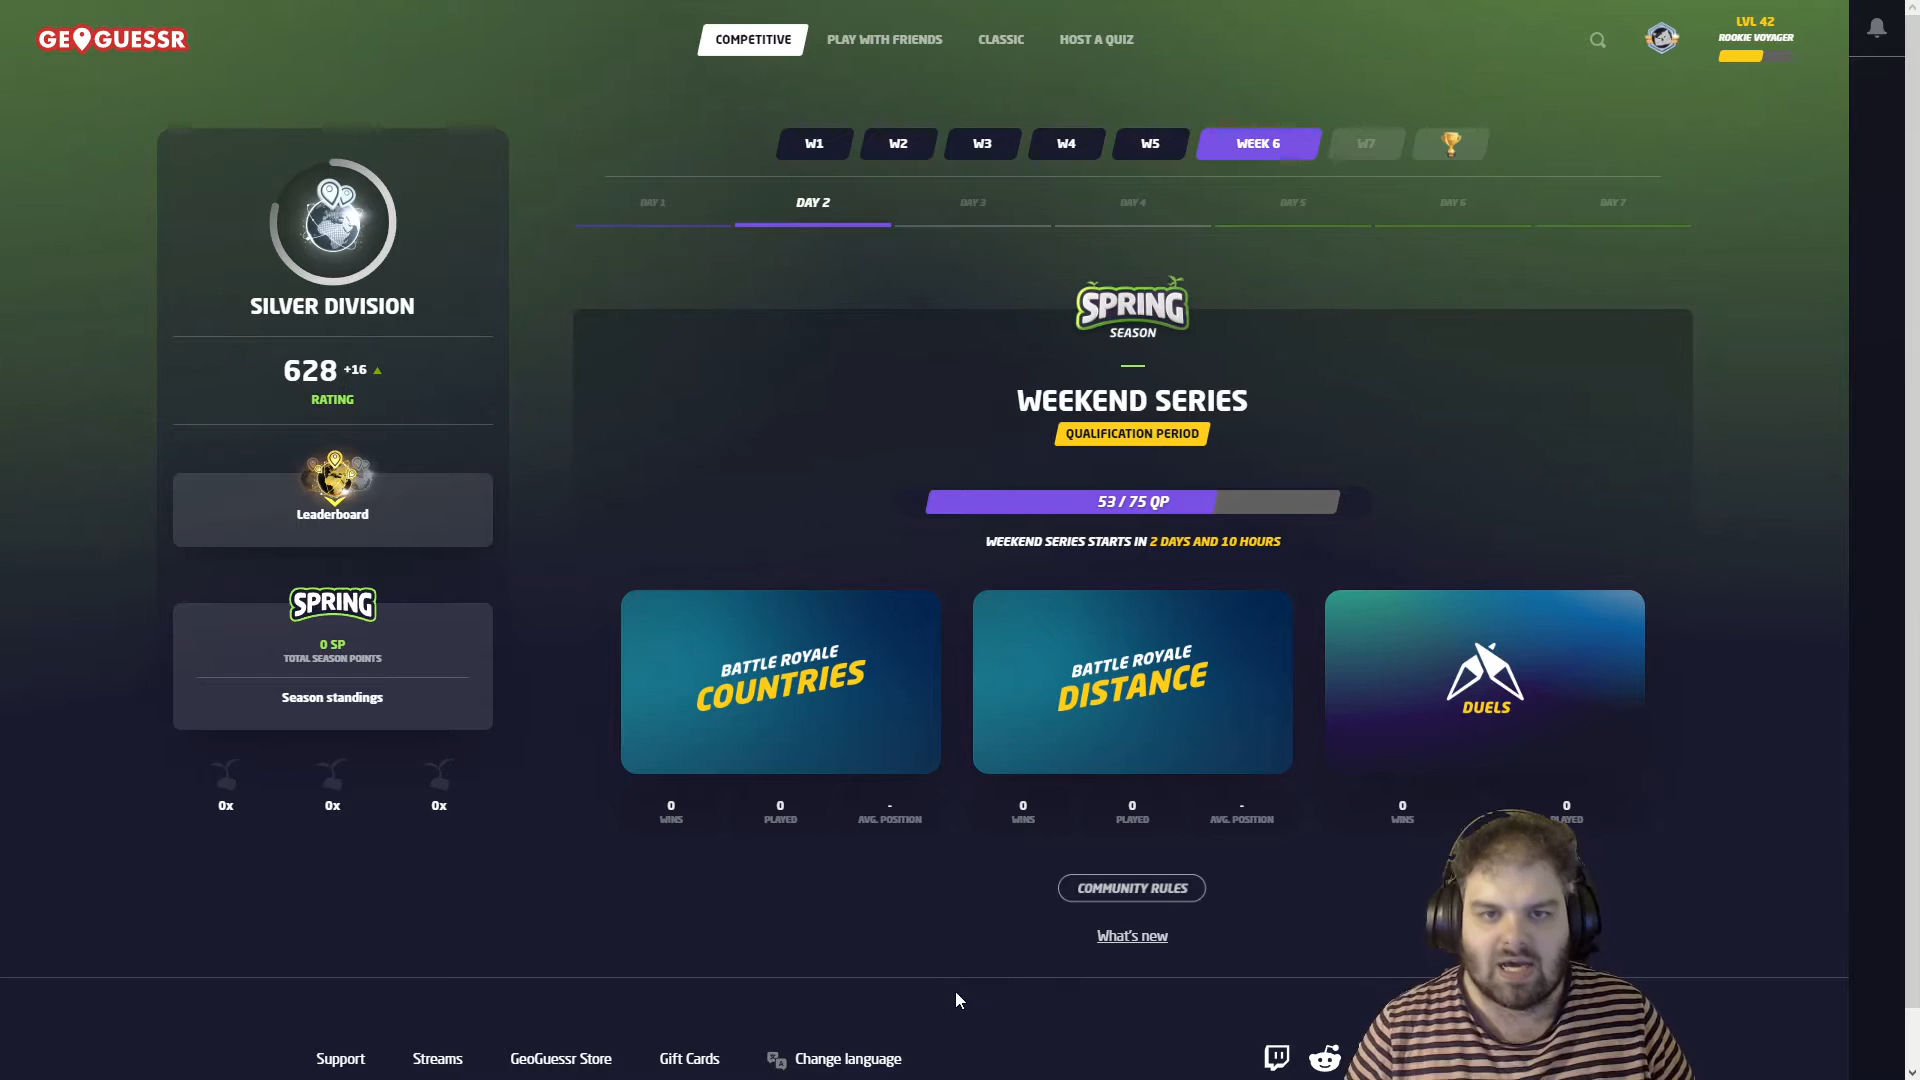 GEOGUESSR
COMPETITIVE
PLAY WITH FRIENDS
CLASSIC
HOST A QUIZ
LVL 42
ROOKIE VOYAGER
W1
W2
W3
W4
W5
WEEK 6
W7
DAY 1
DAY 2
DAY 3
DAY 4
DAY 5
DAY 6
DAY 7
SILVER DIVISION
628 +16
RATING
Leaderboard
SPRING
0 SP
TOTAL SEASON POINTS
Season standings
0x
0x
0x
SPRING
SEASON
WEEKEND SERIES
QUALIFICATION PERIOD
53 / 75 QP
WEEKEND SERIES STARTS IN 2 DAYS AND 10 HOURS
BATTLE ROYALE
COUNTRIES
0
WINS
0
PLAYED
-
AVG. POSITION
BATTLE ROYALE
DISTANCE
0
WINS
0
PLAYED
-
AVG. POSITION
DUELS
0
WINS
0
PLAYED
COMMUNITY RULES
What's new
Support
Streams
GeoGuessr Store
Gift Cards
Change language